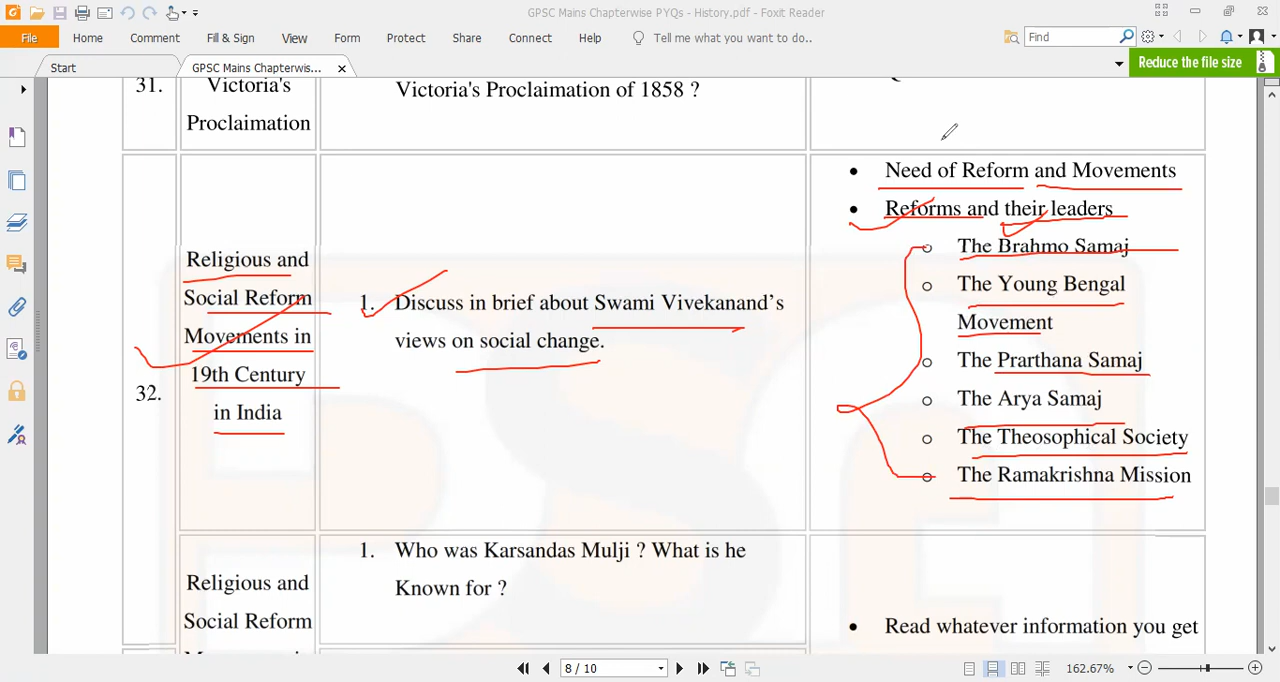 GPSC Mains Chapterwise PYQs - History.pdf - Foxit Reader
File Home Comment Fill & Sign View Form Protect Share Connect Help Tell me what you want to do.. Find
Start GPSC Mains Chapterwis... Reduce the file size
31. Victoria's
Proclaimation
Victoria's Proclaimation of 1858 ?
32.
Religious and
Social Reform
Movements in
19th Century
in India
1. Discuss in brief about Swami Vivekanand's
views on social change.
• Need of Reform and Movements
• Reforms and their leaders
o The Brahmo Samaj
o The Young Bengal
Movement
o The Prarthana Samaj
o The Arya Samaj
o The Theosophical Society
o The Ramakrishna Mission
Religious and
Social Reform
1. Who was Karsandas Mulji ? What is he
Known for ?
• Read whatever information you get
8 / 10 162.67%